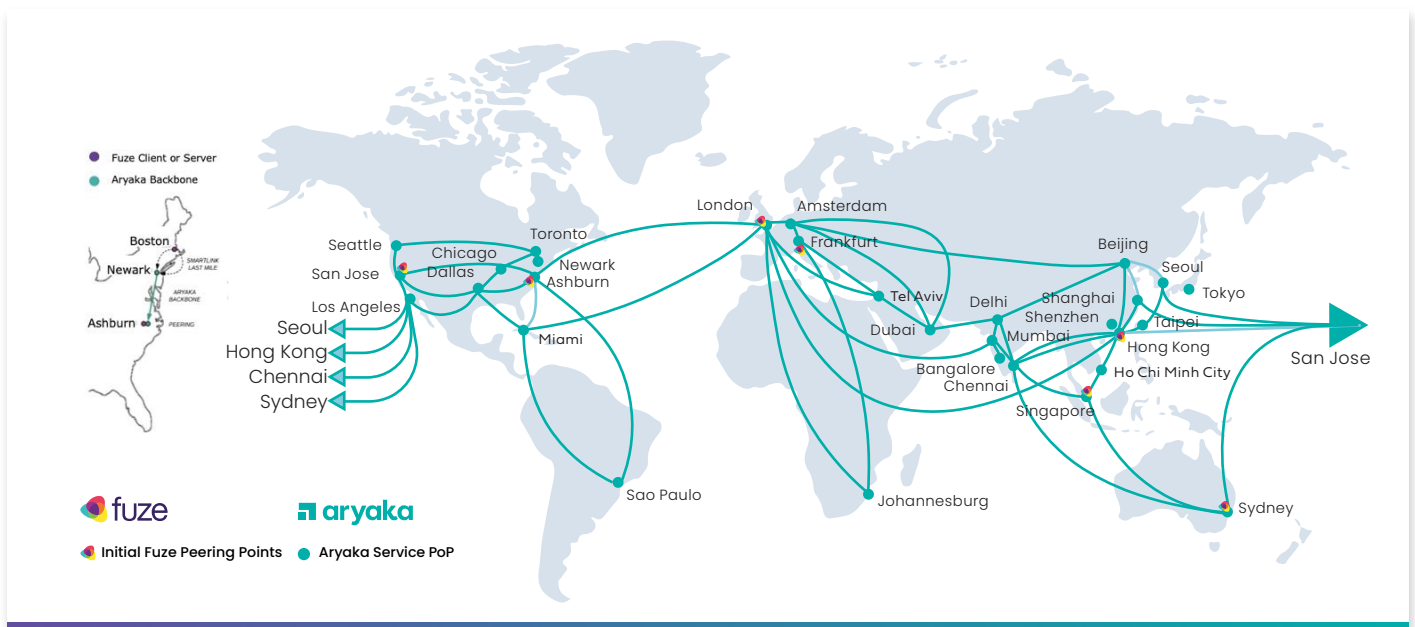 Fuze Client or Server
Aryaka Backbone
Boston
SMARTLINK
LAST MILE
Newark
ARYAKA
BACKBONE
Ashburn
PEERING
Seattle
San Jose
Los Angeles
Chicago
Dallas
Toronto
Newark
Ashburn
Miami
Sao Paulo
Seoul
Hong Kong
Chennai
Sydney
London
Amsterdam
Frankfurt
Tel Aviv
Dubai
Johannesburg
Delhi
Mumbai
Bangalore
Chennai
Beijing
Seoul
Tokyo
Shanghai
Shenzhen
Taipei
Hong Kong
Ho Chi Minh City
Singapore
Sydney
San Jose
fuze
aryaka
Initial Fuze Peering Points
Aryaka Service PoP